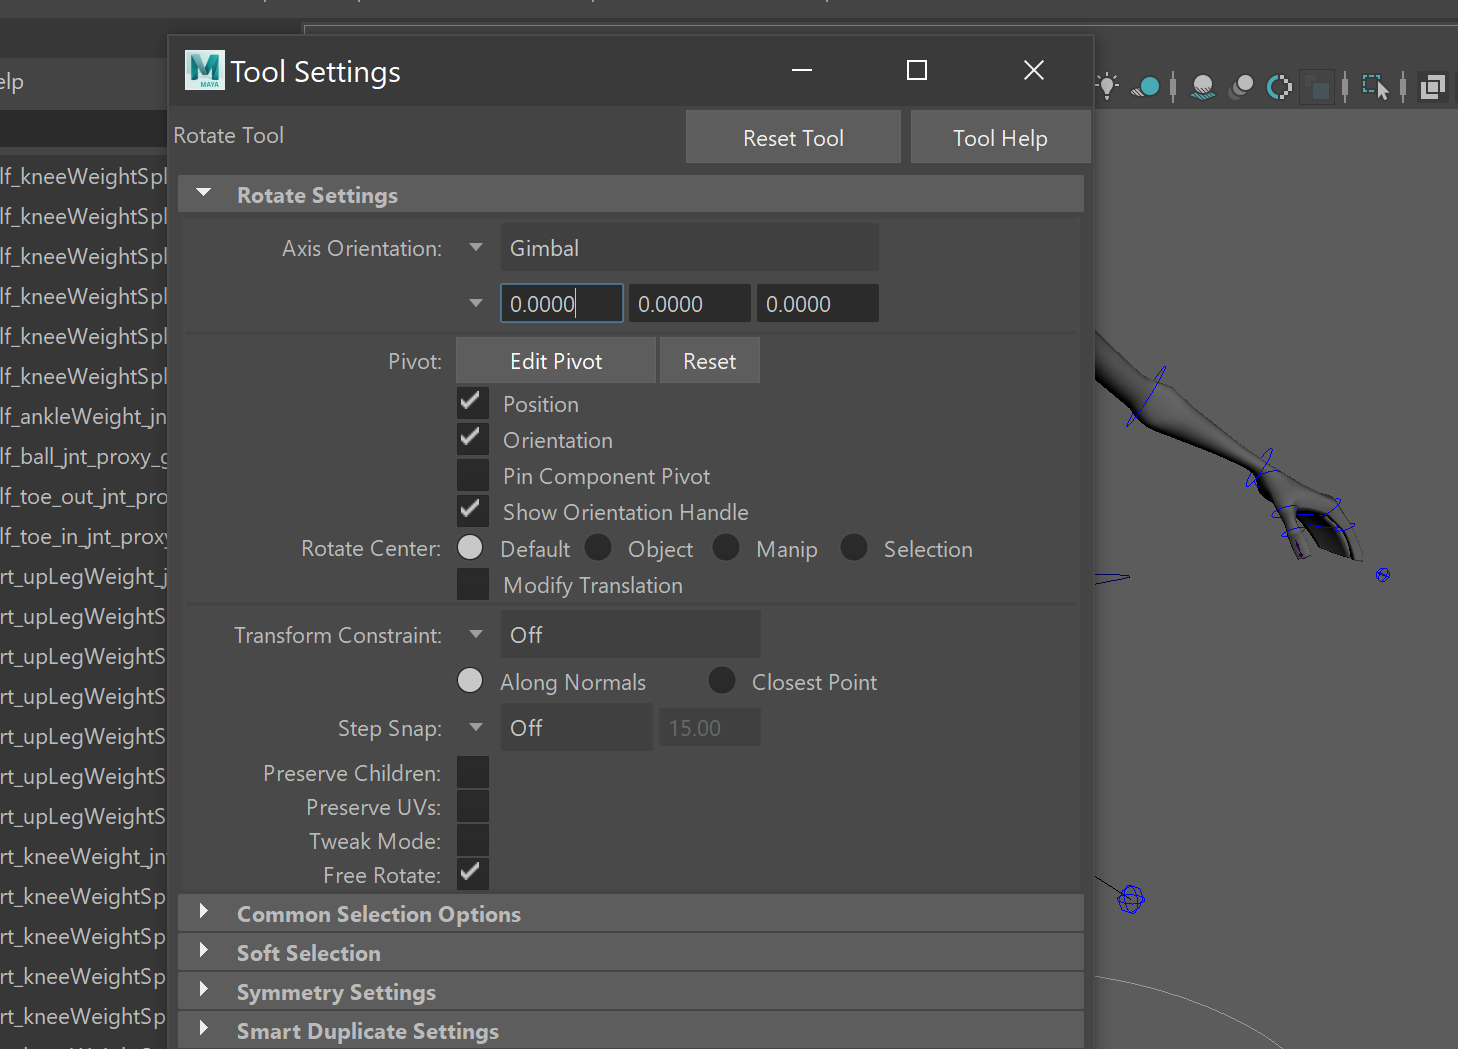 elp
MAYA
Tool Settings
Rotate Tool
Reset Tool
Tool Help
Rotate Settings
Axis Orientation:
Gimbal
0.0000
0.0000
0.0000
Pivot:
Edit Pivot
Reset
Position
Orientation
Pin Component Pivot
Show Orientation Handle
Rotate Center:
Default
Object
Manip
Selection
Modify Translation
Transform Constraint:
Off
Along Normals
Closest Point
Step Snap:
Off
15.00
Preserve Children:
Preserve UVs:
Tweak Mode:
Free Rotate:
Common Selection Options
Soft Selection
Symmetry Settings
Smart Duplicate Settings
lf_kneeWeightSpl
lf_kneeWeightSpl
lf_kneeWeightSpl
lf_kneeWeightSpl
lf_kneeWeightSpl
lf_kneeWeightSpl
lf_ankleWeight_jn
lf_ball_jnt_proxy_g
lf_toe_out_jnt_pro
lf_toe_in_jnt_proxy
rt_upLegWeight_j
rt_upLegWeightS
rt_upLegWeightS
rt_upLegWeightS
rt_upLegWeightS
rt_upLegWeightS
rt_upLegWeightS
rt_kneeWeight_jn
rt_kneeWeightSp
rt_kneeWeightSp
rt_kneeWeightSp
rt_kneeWeightSp